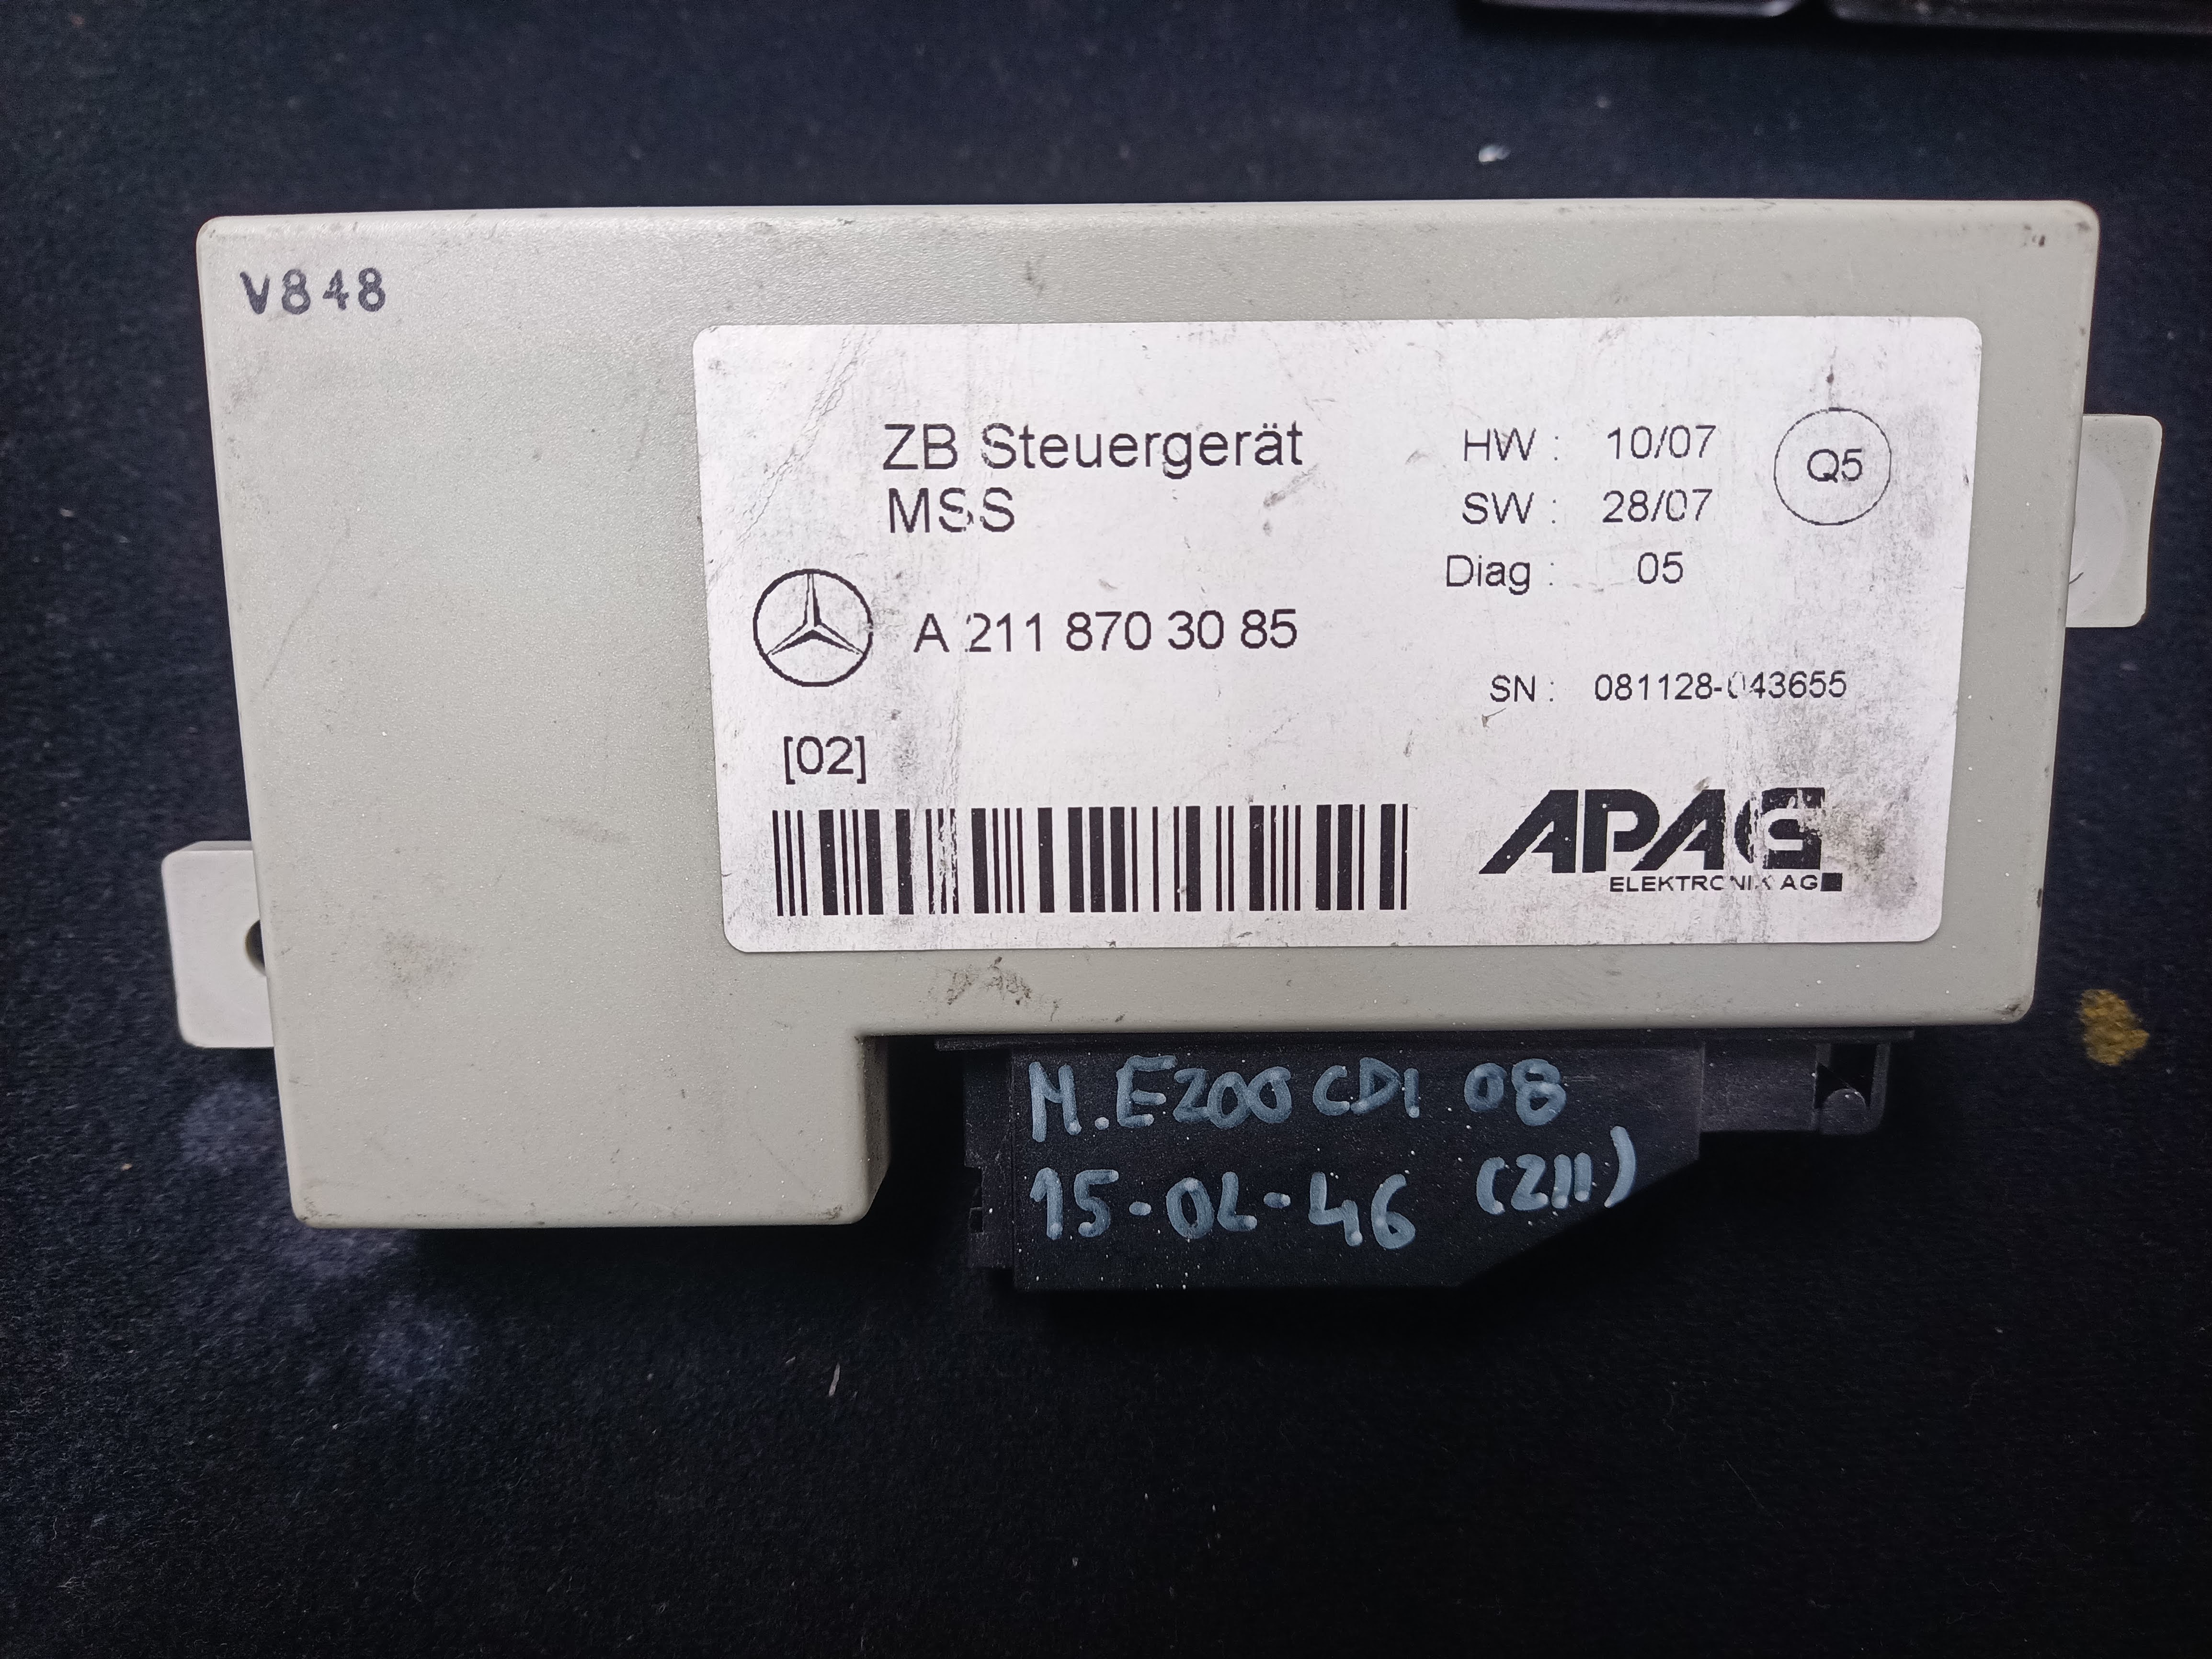 V848
ZB Steuergerät
MSS
HW : 10/07
SW : 28/07
Diag : 05
Q5
A 211 870 30 85
SN : 081128-043655
[02]
APAG
ELEKTRONIK AG
M.E200 CDI 08
15-OL-46 (211)